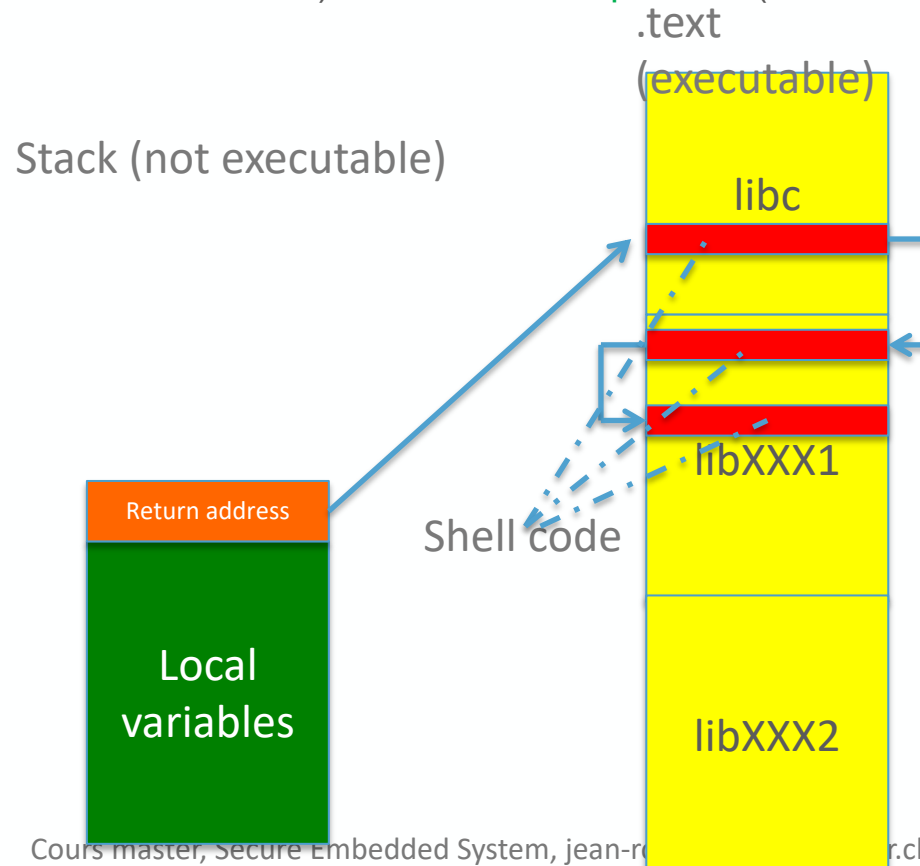 .text
(executable)
Stack (not executable)
libc
libXXX1
Return address
Shell code
Local
variables
libXXX2
Cours master, Secure Embedded System,